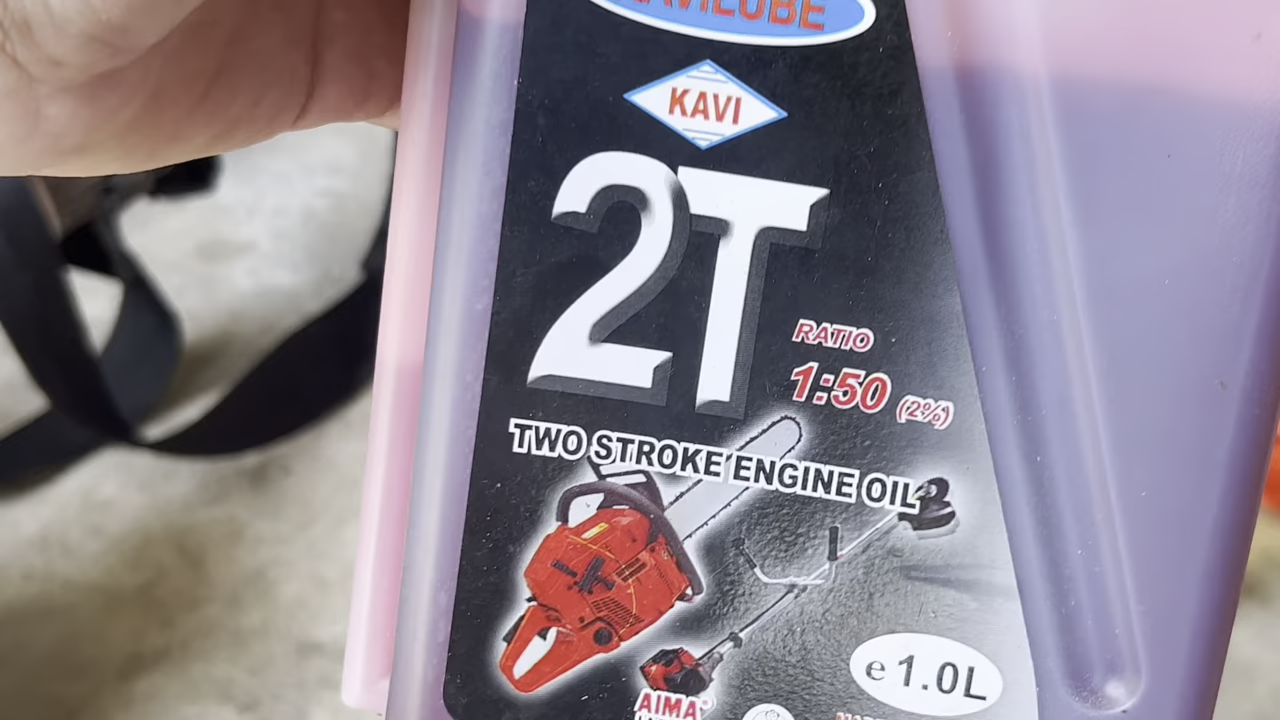 KAVI
2T
RATIO
1:50 (2%)
TWO STROKE ENGINE OIL
e 1.0L
AIMA